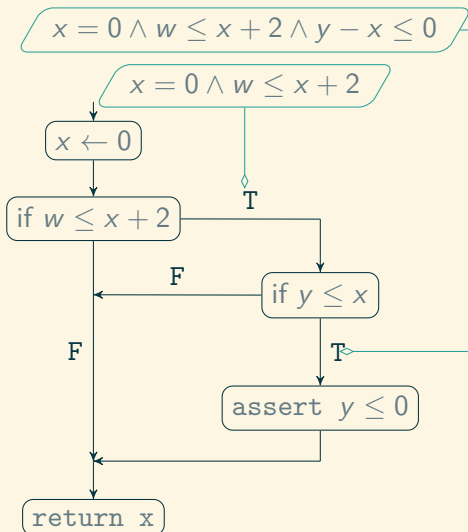 x = 0 ∧ w ≤ x + 2 ∧ y − x ≤ 0
x = 0 ∧ w ≤ x + 2
x ← 0
T
if w ≤ x + 2
F
if y ≤ x
F
T
assert y ≤ 0
return x